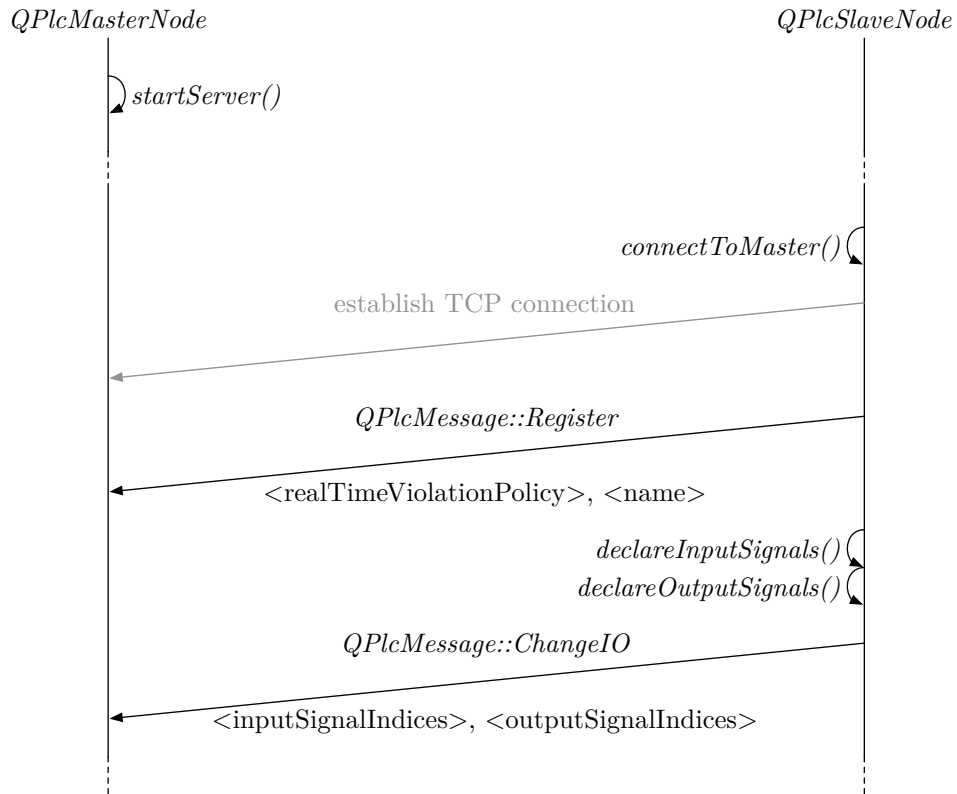 QPlcMasterNode
QPlcSlaveNode
startServer()
connectToMaster()
establish TCP connection
QPlcMessage::Register
<realTimeViolationPolicy>, <name>
declareInputSignals()
declareOutputSignals()
QPlcMessage::ChangeIO
<inputSignalIndices>, <outputSignalIndices>